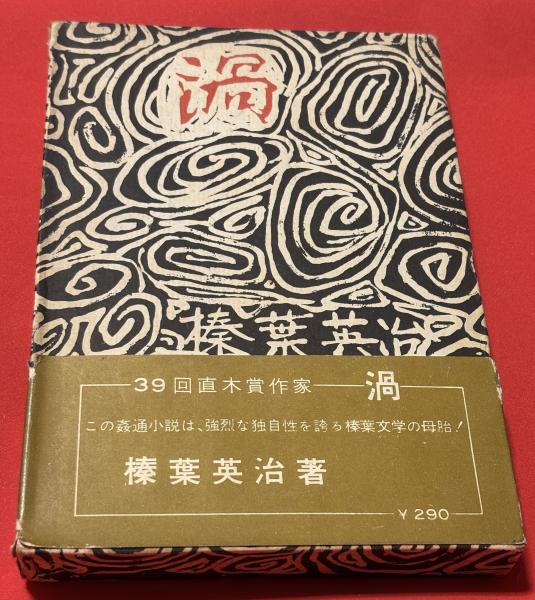 渦
榛葉英治
39回直木賞作家
渦
この姦通小説は、強烈な独自性を誇る榛葉文学の母胎!
榛葉英治著
¥290